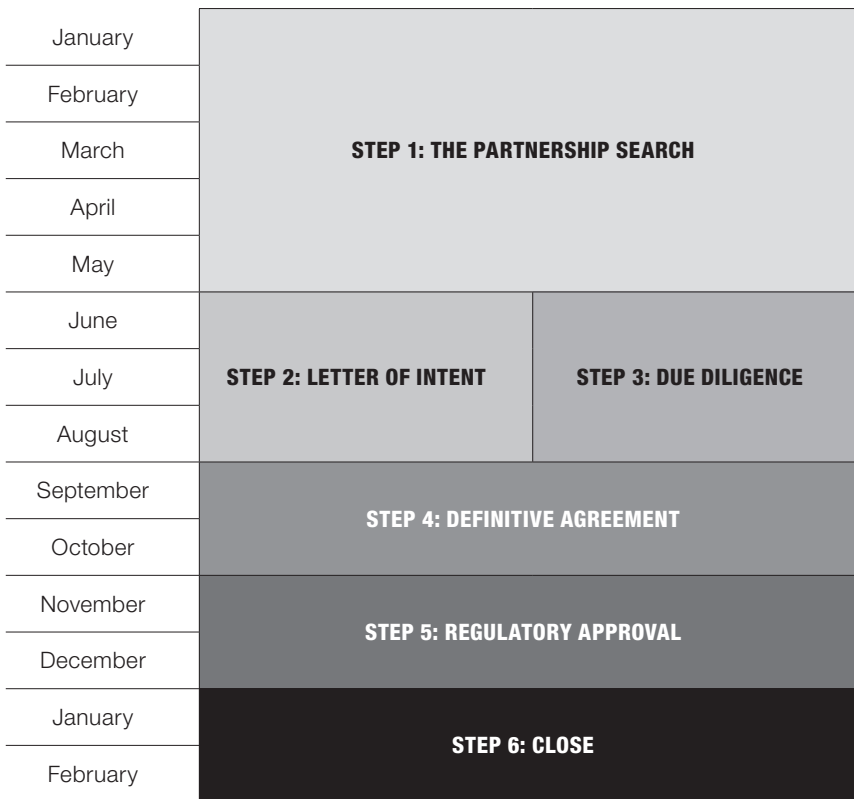 January
February
March
April
May
STEP 1: THE PARTNERSHIP SEARCH
June
July
August
STEP 2: LETTER OF INTENT
STEP 3: DUE DILIGENCE
September
October
STEP 4: DEFINITIVE AGREEMENT
November
December
STEP 5: REGULATORY APPROVAL
January
February
STEP 6: CLOSE